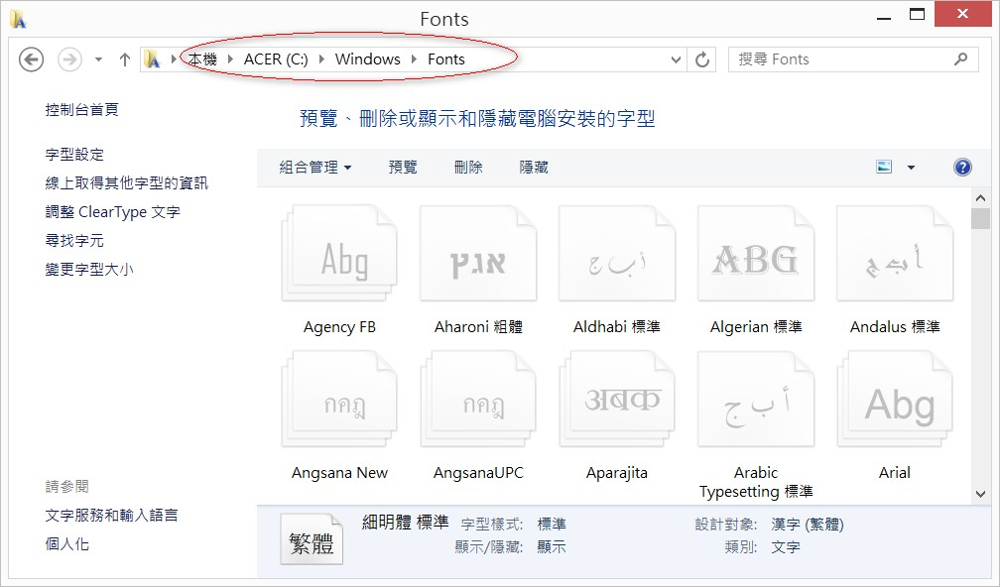 Fonts
本機 ACER (C:) Windows Fonts
搜尋 Fonts
控制台首頁
字型設定
線上取得其他字型的資訊
調整 ClearType 文字
尋找字元
變更字型大小
請參閱
文字服務和輸入語言
個人化
預覽、刪除或顯示和隱藏電腦安裝的字型
組合管理 預覽 刪除 隱藏
Abg אגץ أ ب ج ABG أ ب ج
Agency FB Aharoni 粗體 Aldhabi 標準 Algerian 標準 Andalus 標準
กคฎ กคฎ अबक أ ب ج Abg
Angsana New AngsanaUPC Aparajita Arabic Typesetting 標準 Arial
繁體
細明體 標準 字型樣式: 標準 設計對象: 漢字 (繁體)
顯示/隱藏: 顯示 類別: 文字